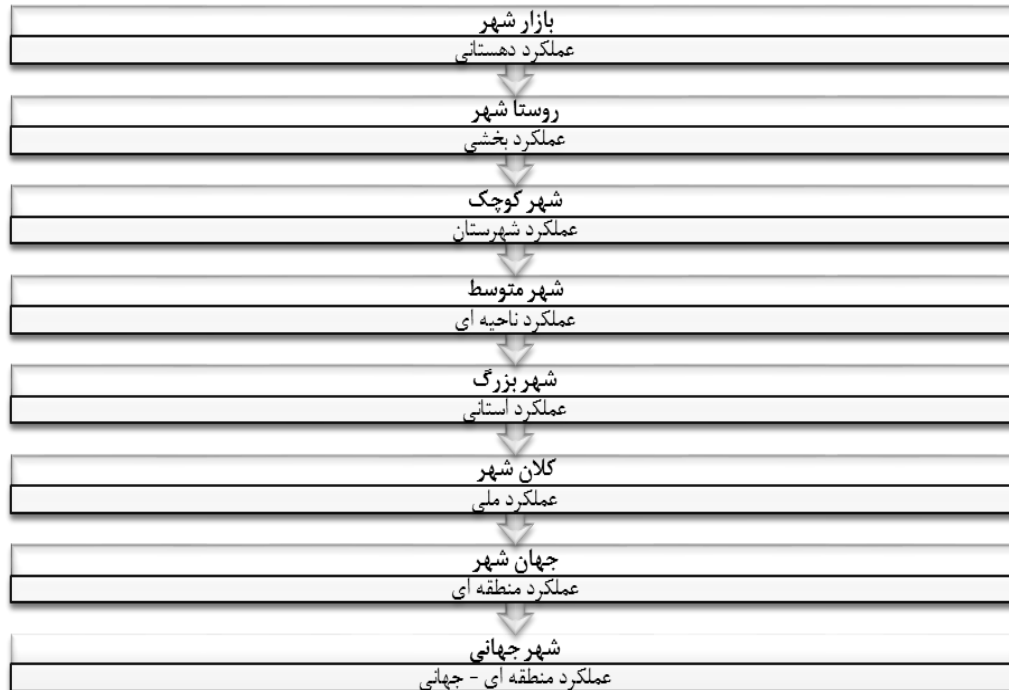 بازار شهر
عملکرد دهستانی
روستا شهر
عملکرد بخشی
شهر کوچک
عملکرد شهرستان
شهر متوسط
عملکرد ناحیه ای
شهر بزرگ
عملکرد استانی
کلان شهر
عملکرد ملی
جهان شهر
عملکرد منطقه ای
شهر جهانی
عملکرد منطقه ای - جهانی